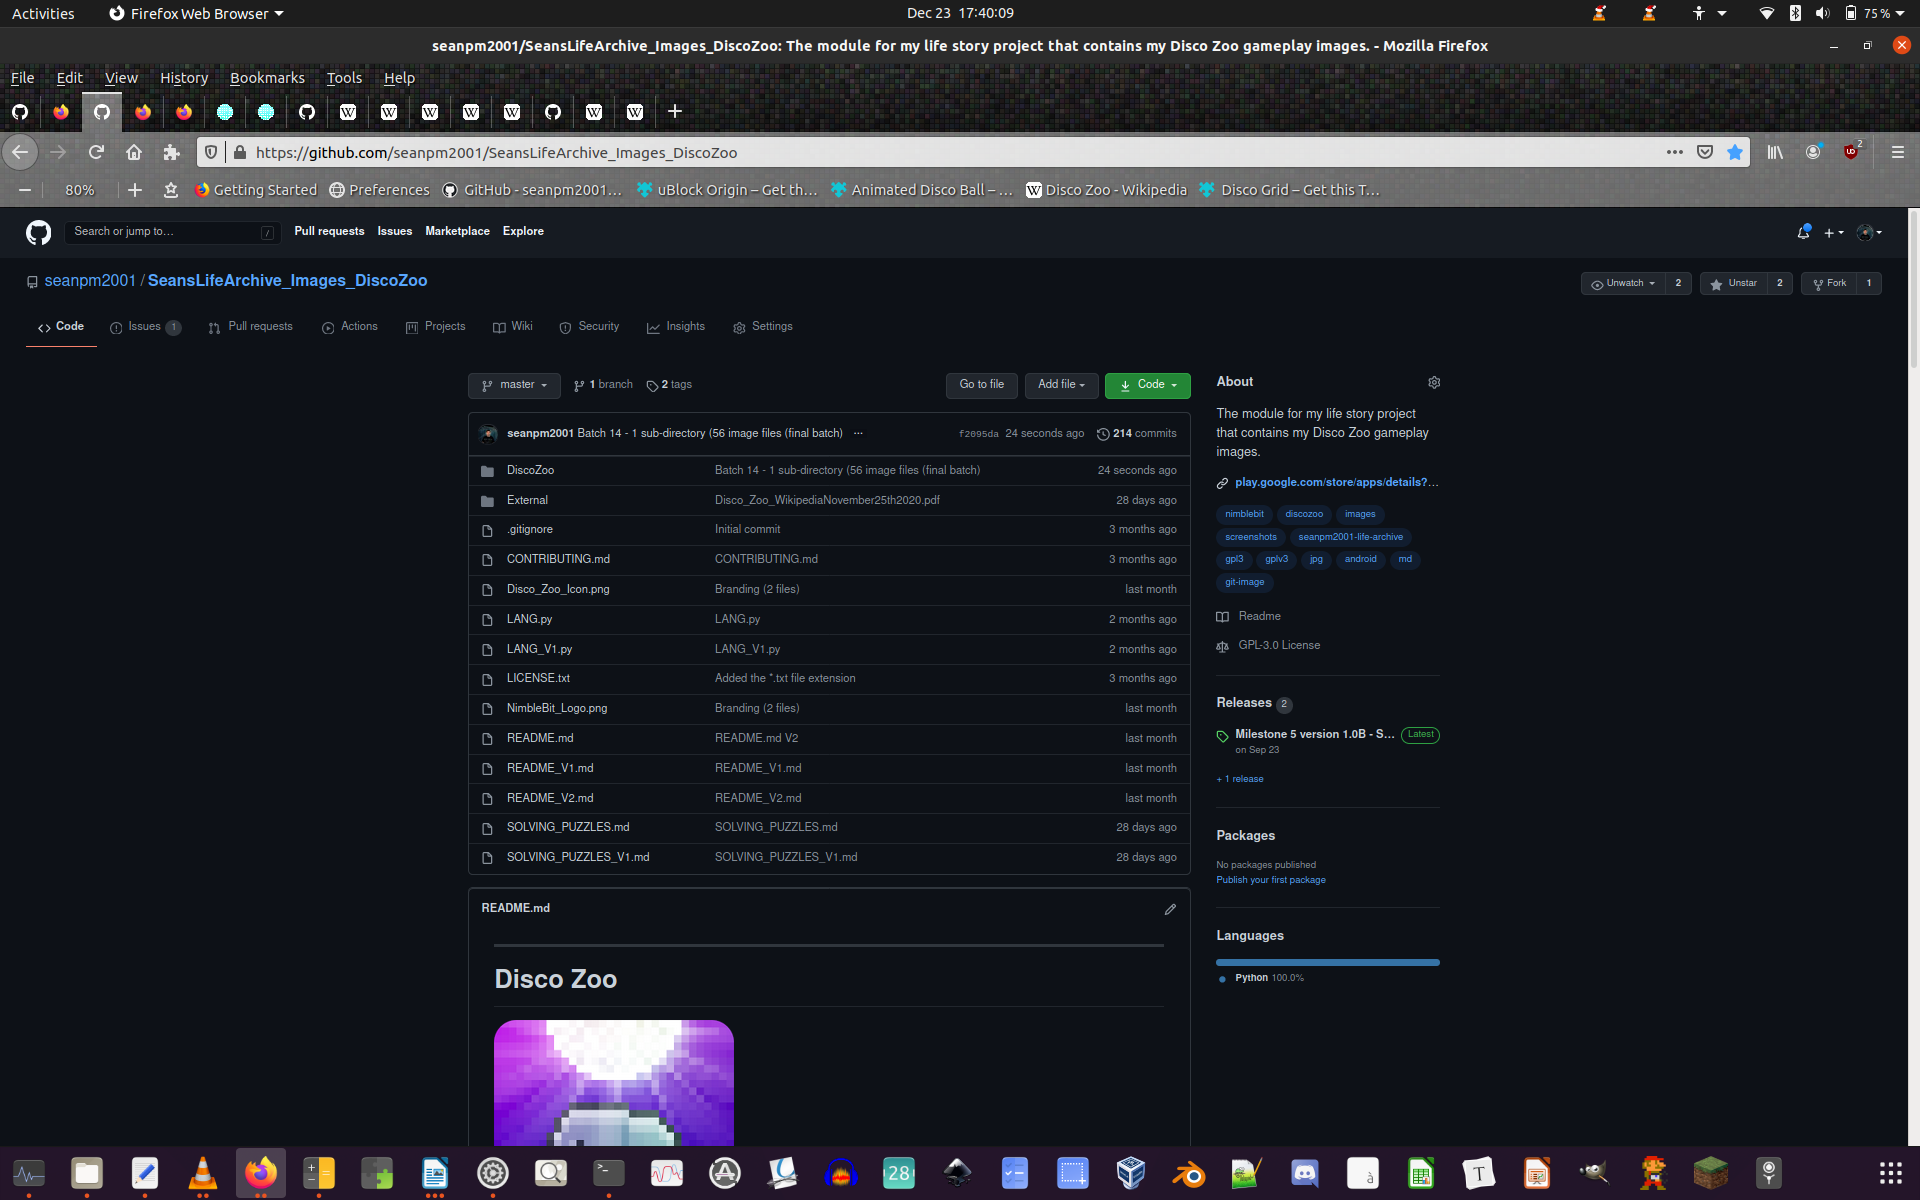 Activities Firefox Web Browser Dec 23 17:40:09 75 %
seanpm2001/SeansLifeArchive_Images_DiscoZoo: The module for my life story project that contains my Disco Zoo gameplay images. - Mozilla Firefox
File Edit View History Bookmarks Tools Help
https://github.com/seanpm2001/SeansLifeArchive_Images_DiscoZoo
2
80% Getting Started Preferences GitHub - seanpm2001... uBlock Origin – Get th... Animated Disco Ball – ... Disco Zoo - Wikipedia Disco Grid – Get this T...
Search or jump to... / Pull requests Issues Marketplace Explore
seanpm2001 / SeansLifeArchive_Images_DiscoZoo Unwatch 2 Unstar 2 Fork 1
Code Issues 1 Pull requests Actions Projects Wiki Security Insights Settings
master 1 branch 2 tags Go to file Add file Code
seanpm2001 Batch 14 - 1 sub-directory (56 image files (final batch) ... f2095da 24 seconds ago 214 commits
DiscoZoo Batch 14 - 1 sub-directory (56 image files (final batch) 24 seconds ago
External Disco_Zoo_WikipediaNovember25th2020.pdf 28 days ago
.gitignore Initial commit 3 months ago
CONTRIBUTING.md CONTRIBUTING.md 3 months ago
Disco_Zoo_Icon.png Branding (2 files) last month
LANG.py LANG.py 2 months ago
LANG_V1.py LANG_V1.py 2 months ago
LICENSE.txt Added the *.txt file extension 3 months ago
NimbleBit_Logo.png Branding (2 files) last month
README.md README.md V2 last month
README_V1.md README_V1.md last month
README_V2.md README_V2.md last month
SOLVING_PUZZLES.md SOLVING_PUZZLES.md 28 days ago
SOLVING_PUZZLES_V1.md SOLVING_PUZZLES_V1.md 28 days ago
README.md
Disco Zoo
About
The module for my life story project
that contains my Disco Zoo gameplay
images.
play.google.com/store/apps/details?...
nimblebit discozoo images
screenshots seanpm2001-life-archive
gpl3 gplv3 jpg android md
git-image
Readme
GPL-3.0 License
Releases 2
Milestone 5 version 1.0B - S... Latest
on Sep 23
+ 1 release
Packages
No packages published
Publish your first package
Languages
Python 100.0%
28